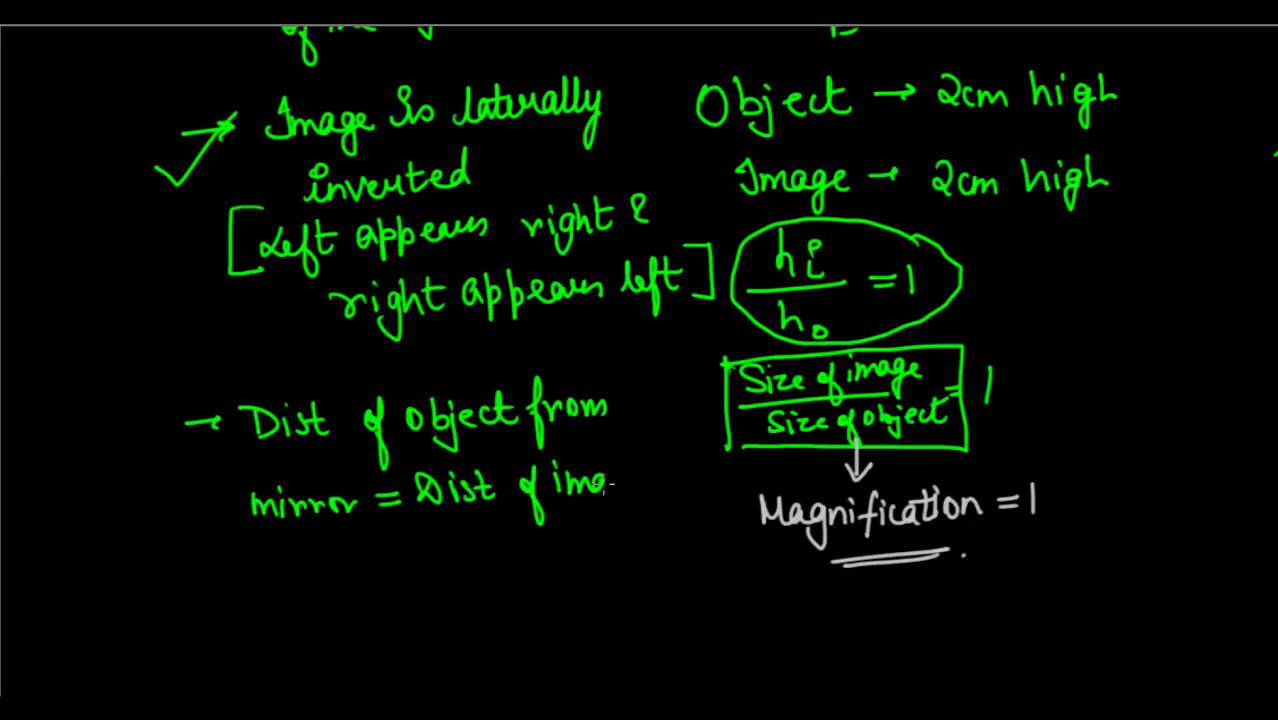 Image is laterally
inverted
[Left appears right &
right appears left]
→ Dist of object from
mirror = Dist of ima
Object → 2cm high
Image → 2cm high
hi
/
ho
= 1
Size of image
/
Size of object
= 1
Magnification = 1